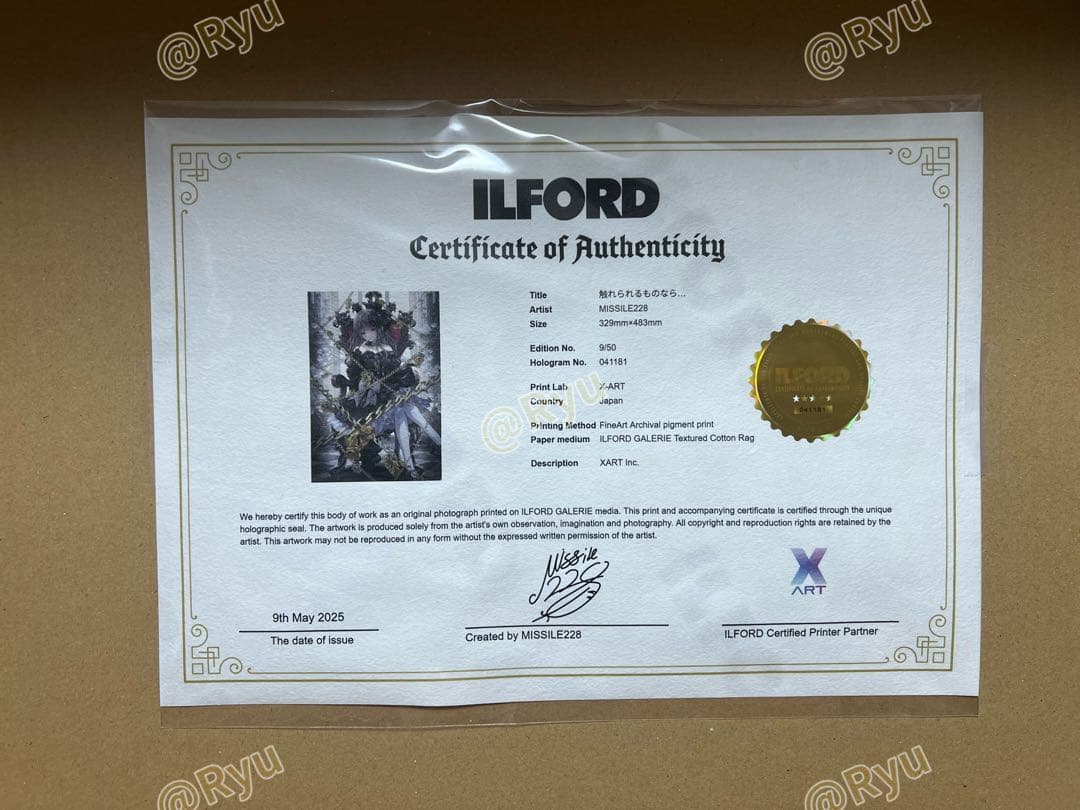 @Ryu
@Ryu
ILFORD
Certificate of Authenticity
Title 触れられるものなら...
Artist MISSILE228
Size 329mm×483mm
Edition No. 9/50
Hologram No. 041181
Print Lab X-ART
Country Japan
@Ryu
Printing Method FineArt Archival pigment print
Paper medium ILFORD GALERIE Textured Cotton Rag
Description XART Inc.
ILFORD
041181
We hereby certify this body of work as an original photograph printed on ILFORD GALERIE media. This print and accompanying certificate is certified through the unique
holographic seal. The artwork is produced solely from the artist's own observation, imagination and photography. All copyright and reproduction rights are retained by the
artist. This artwork may not be reproduced in any form without the expressed written permission of the artist.
Missile
228
X
ART
9th May 2025
The date of issue
Created by MISSILE228
ILFORD Certified Printer Partner
@Ryu
@Ryu